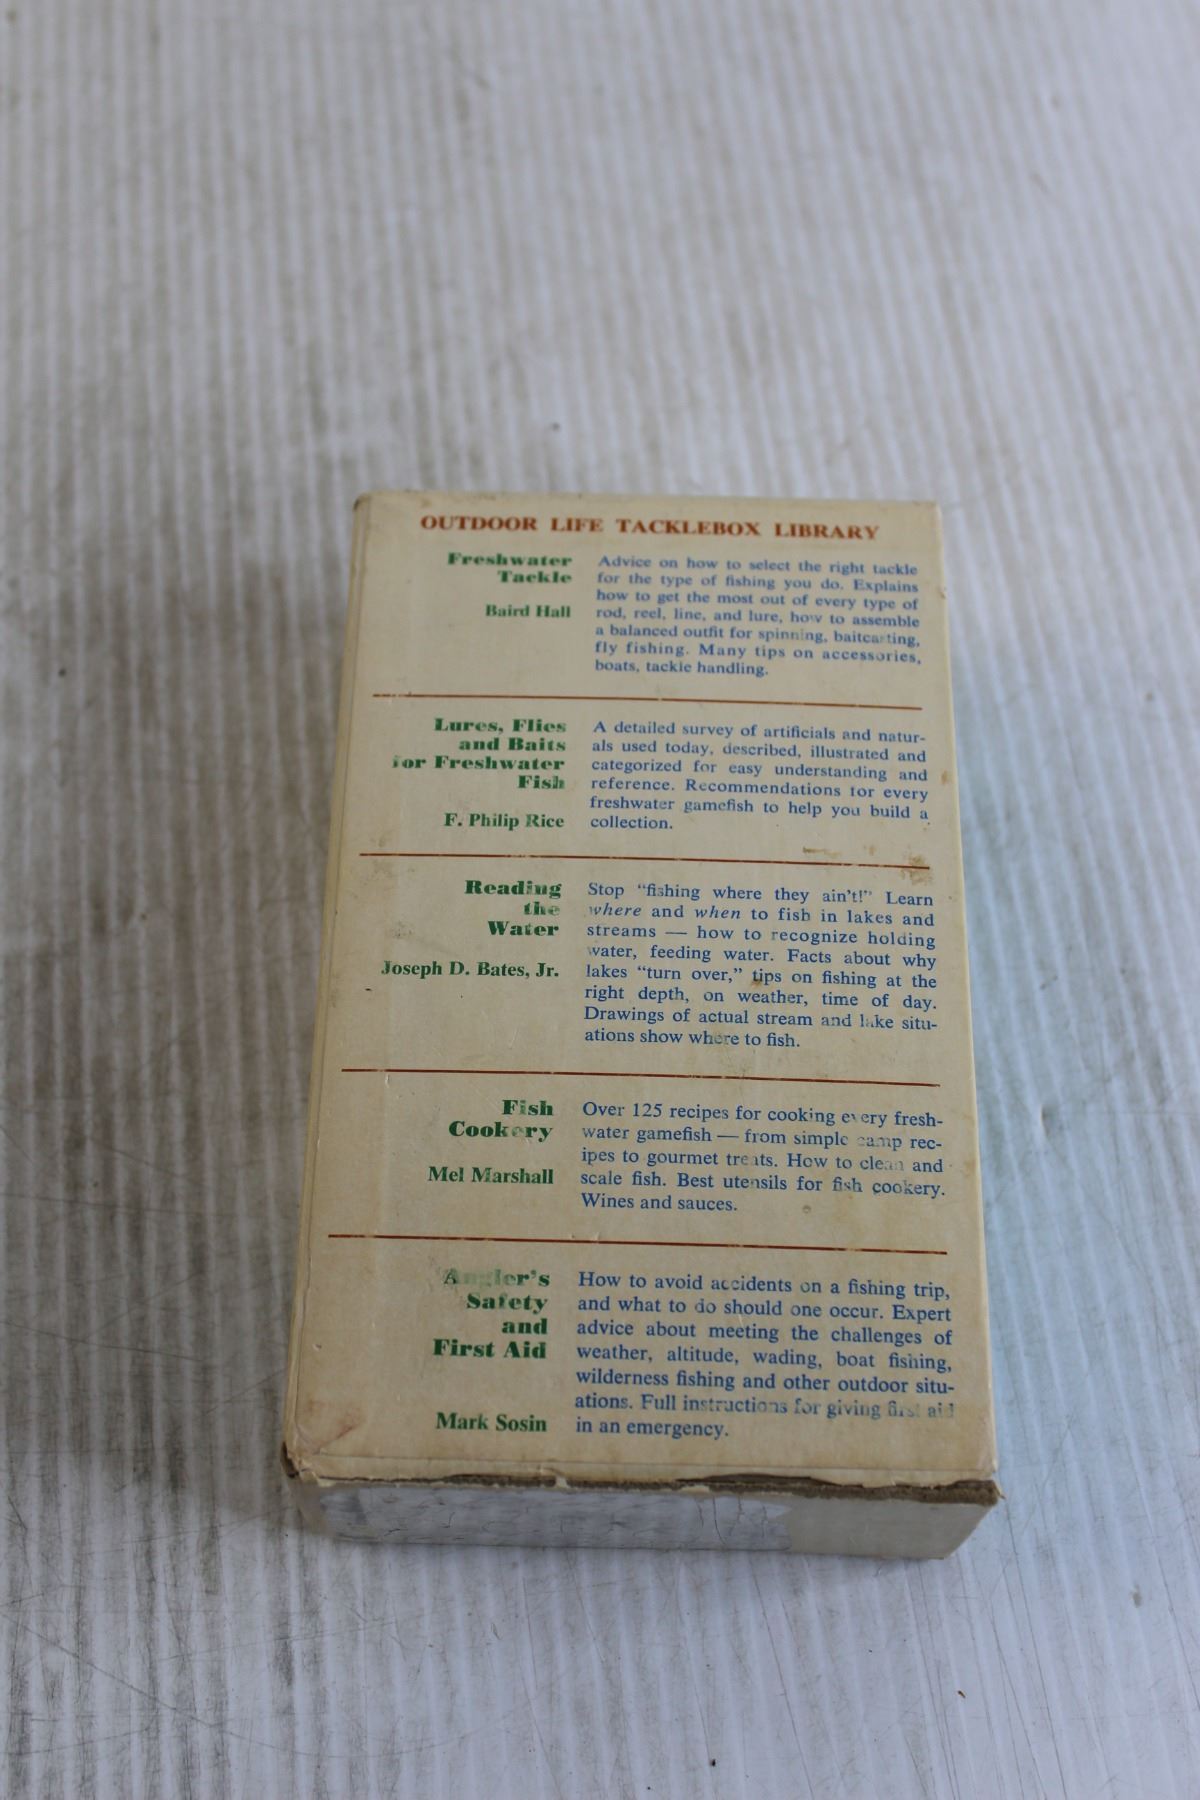 OUTDOOR LIFE TACKLEBOX LIBRARY
Freshwater
Tackle
Baird Hall
Advice on how to select the right tackle
for the type of fishing you do. Explains
how to get the most out of every type of
rod, reel, line, and lure, how to assemble
a balanced outfit for spinning, baitcasting,
fly fishing. Many tips on accessories,
boats, tackle handling.
Lures, Flies
and Baits
for Freshwater
Fish
F. Philip Rice
A detailed survey of artificials and natur-
als used today, described, illustrated and
categorized for easy understanding and
reference. Recommendations for every
freshwater gamefish to help you build a
collection.
Reading
the
Water
Joseph D. Bates, Jr.
Stop “fishing where they ain't!” Learn
where and when to fish in lakes and
streams — how to recognize holding
water, feeding water. Facts about why
lakes “turn over,” tips on fishing at the
right depth, on weather, time of day.
Drawings of actual stream and lake situ-
ations show where to fish.
Fish
Cookery
Mel Marshall
Over 125 recipes for cooking every fresh-
water gamefish — from simple camp rec-
ipes to gourmet treats. How to clean and
scale fish. Best utensils for fish cookery.
Wines and sauces.
Angler's
Safety
and
First Aid
Mark Sosin
How to avoid accidents on a fishing trip,
and what to do should one occur. Expert
advice about meeting the challenges of
weather, altitude, wading, boat fishing,
wilderness fishing and other outdoor situ-
ations. Full instructions for giving first aid
in an emergency.